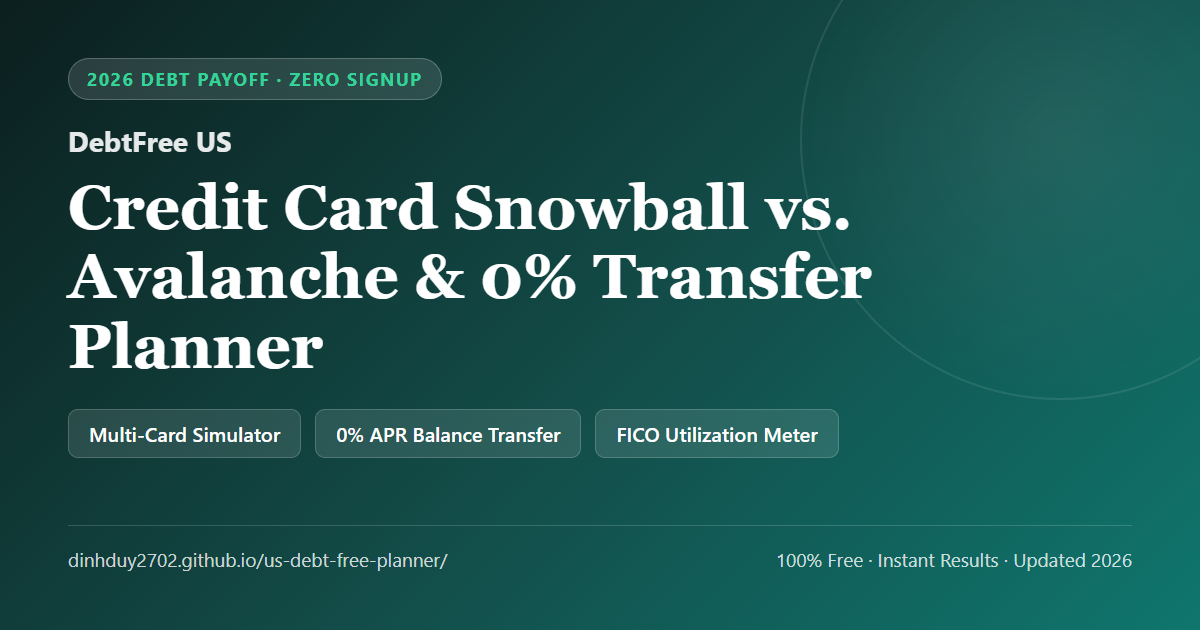 2026 DEBT PAYOFF · ZERO SIGNUP
DebtFree US
Credit Card Snowball vs.
Avalanche & 0% Transfer
Planner
Multi-Card Simulator
0% APR Balance Transfer
FICO Utilization Meter
dinhduy2702.github.io/us-debt-free-planner/
100% Free · Instant Results · Updated 2026